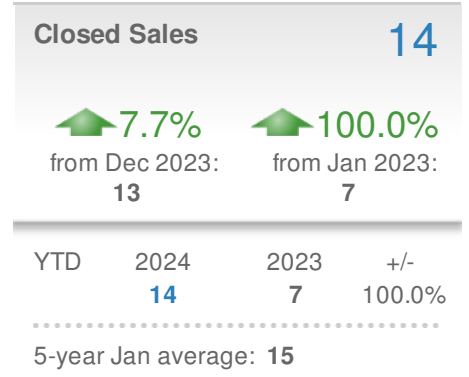 Closed Sales 14
7.7% 100.0%
from Dec 2023: from Jan 2023:
13 7
YTD 2024 2023 +/-
14 7 100.0%
5-year Jan average: 15